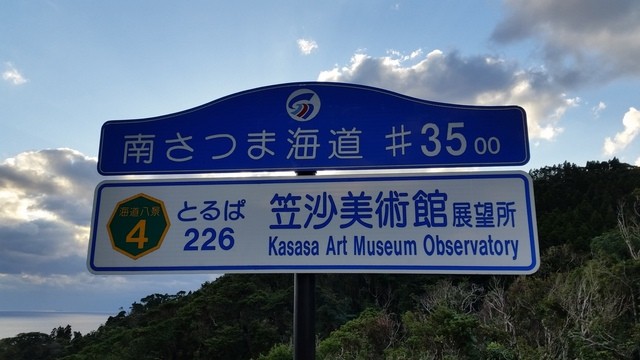 南さつま海道 #35 00
海道八景
4
とるぱ
226
笠沙美術館展望所
Kasasa Art Museum Observatory